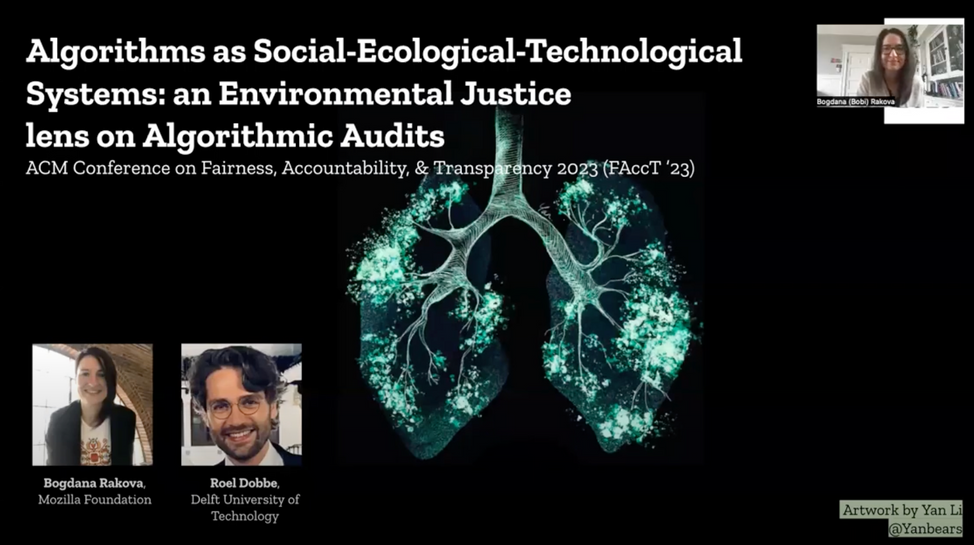 Algorithms as Social-Ecological-Technological
Systems: an Environmental Justice
lens on Algorithmic Audits
ACM Conference on Fairness, Accountability, & Transparency 2023 (FAccT ’23)
Bogdana (Bobi) Rakova
Bogdana Rakova,
Mozilla Foundation
Roel Dobbe,
Delft University of
Technology
Artwork by Yan Li
@Yanbears